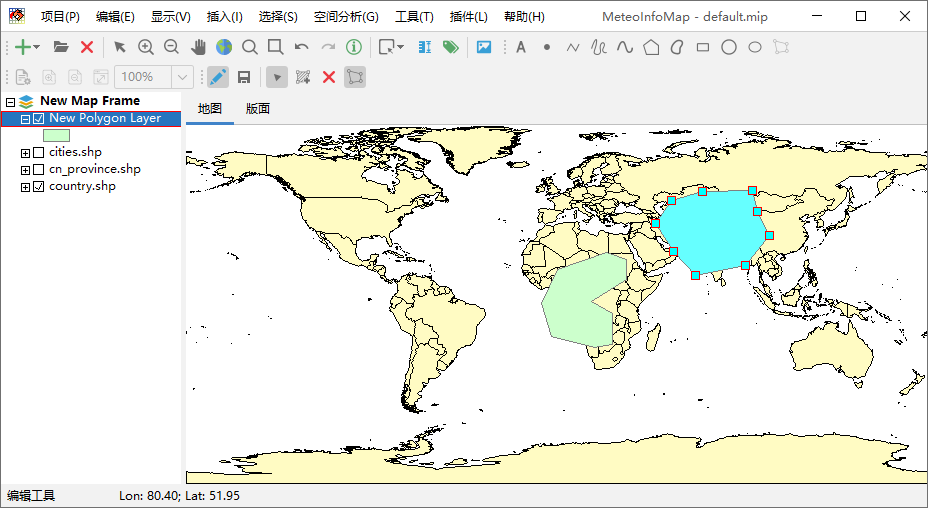 项目(P) 编辑(E) 显示(V) 插入(I) 选择(S) 空间分析(G) 工具(T) 插件(L) 帮助(H) MeteoInfoMap - default.mip
A
100%
New Map Frame
地图 版面
New Polygon Layer
cities.shp
cn_province.shp
country.shp
编辑工具 Lon: 80.40; Lat: 51.95